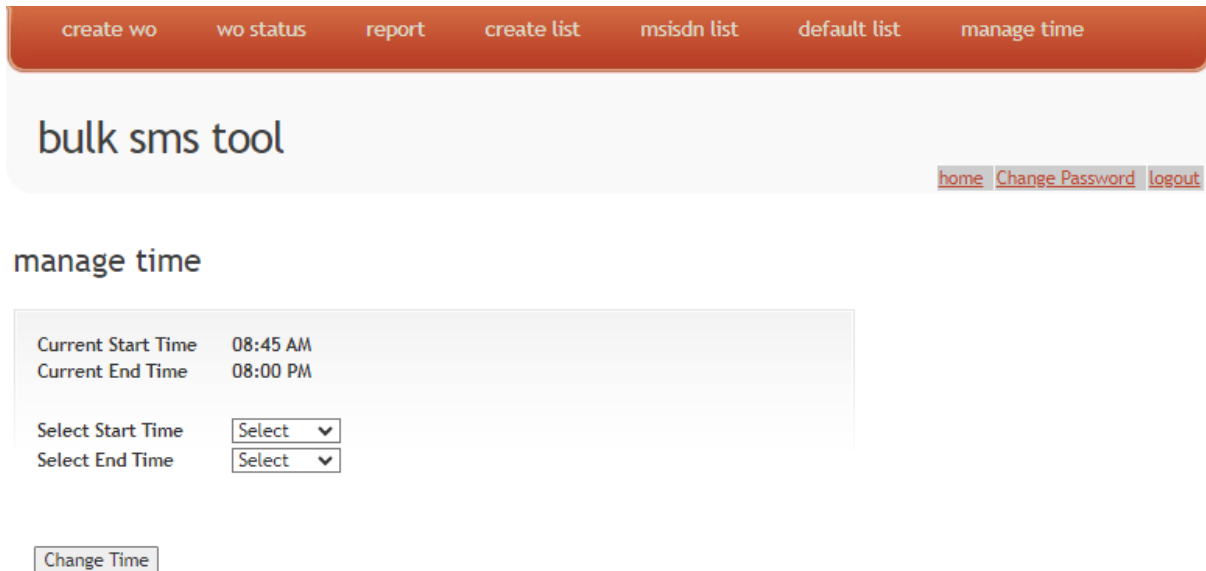 create wo wo status report create list msisdn list default list manage time
bulk sms tool
home Change Password logout
manage time
Current Start Time 08:45 AM
Current End Time 08:00 PM
Select Start Time Select
Select End Time Select
Change Time